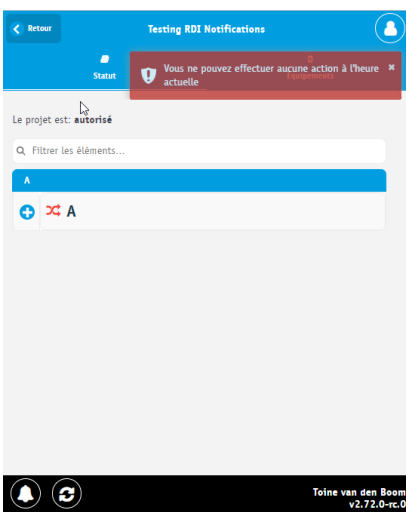 Retour
Testing RDI Notifications
Statut
Équipements
Vous ne pouvez effectuer aucune action à l'heure
actuelle
Le projet est: autorisé
Filtrer les éléments...
A
A
Toine van den Boom
v2.72.0-rc.0